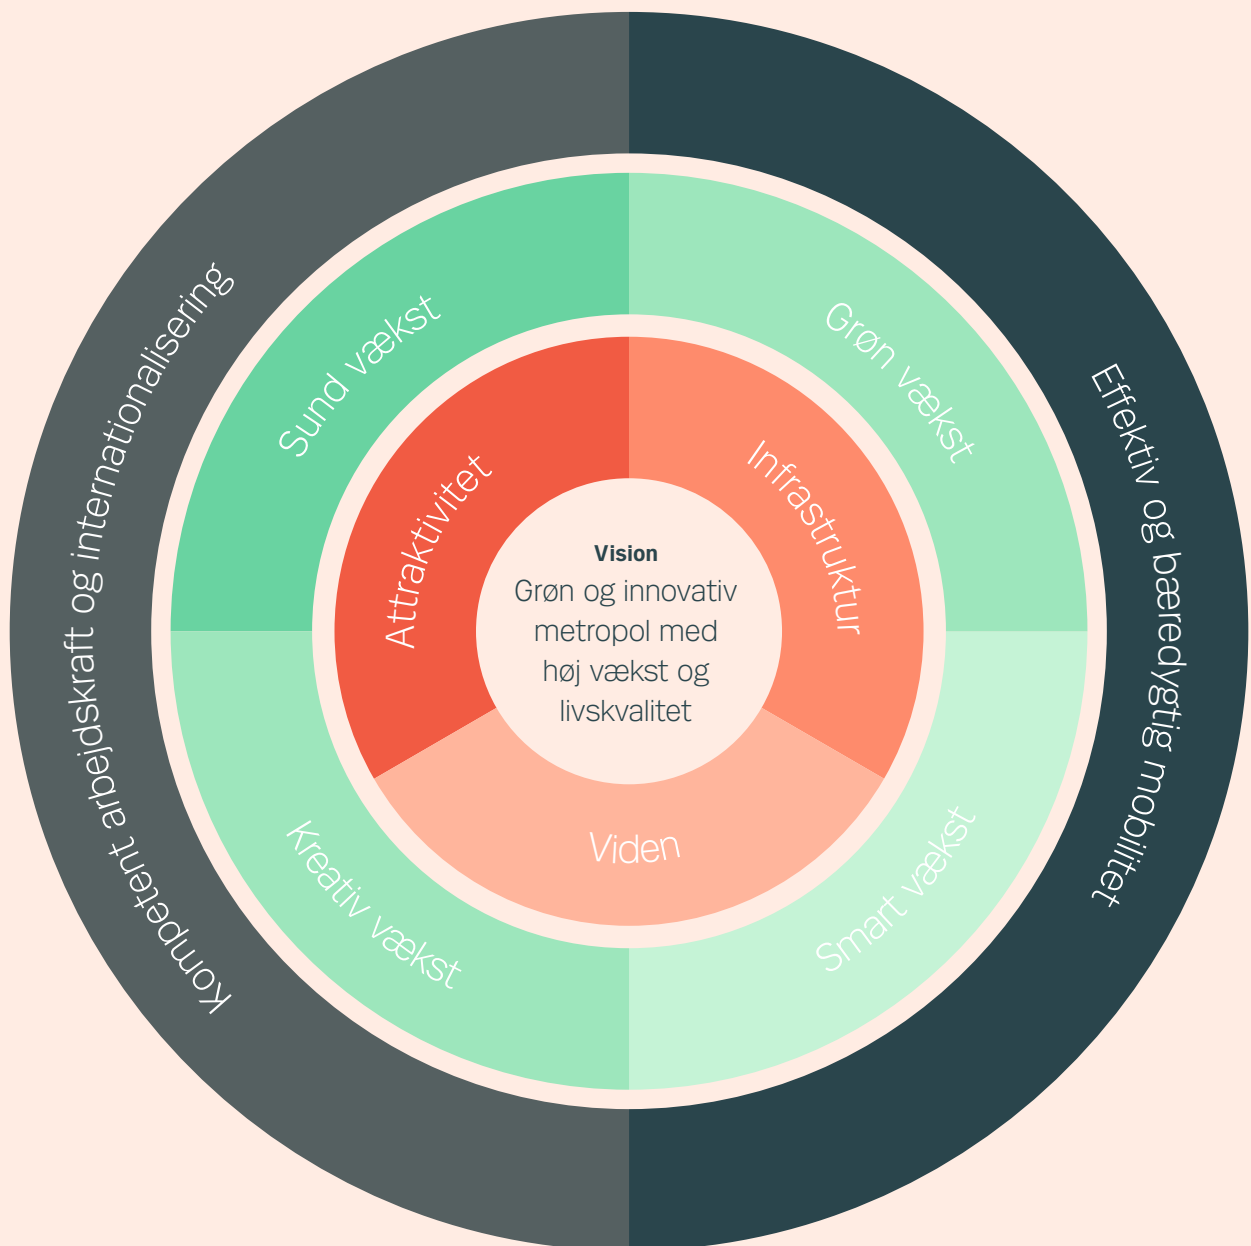 Vision
Grøn og innovativ
metropol med
høj vækst og
livskvalitet
Attraktivitet
Infrastruktur
Viden
Sund vækst
Grøn vækst
Kreativ vækst
Smart vækst
Kompetent arbejdskraft og internationalisering
Effektiv og bæredygtig mobilitet